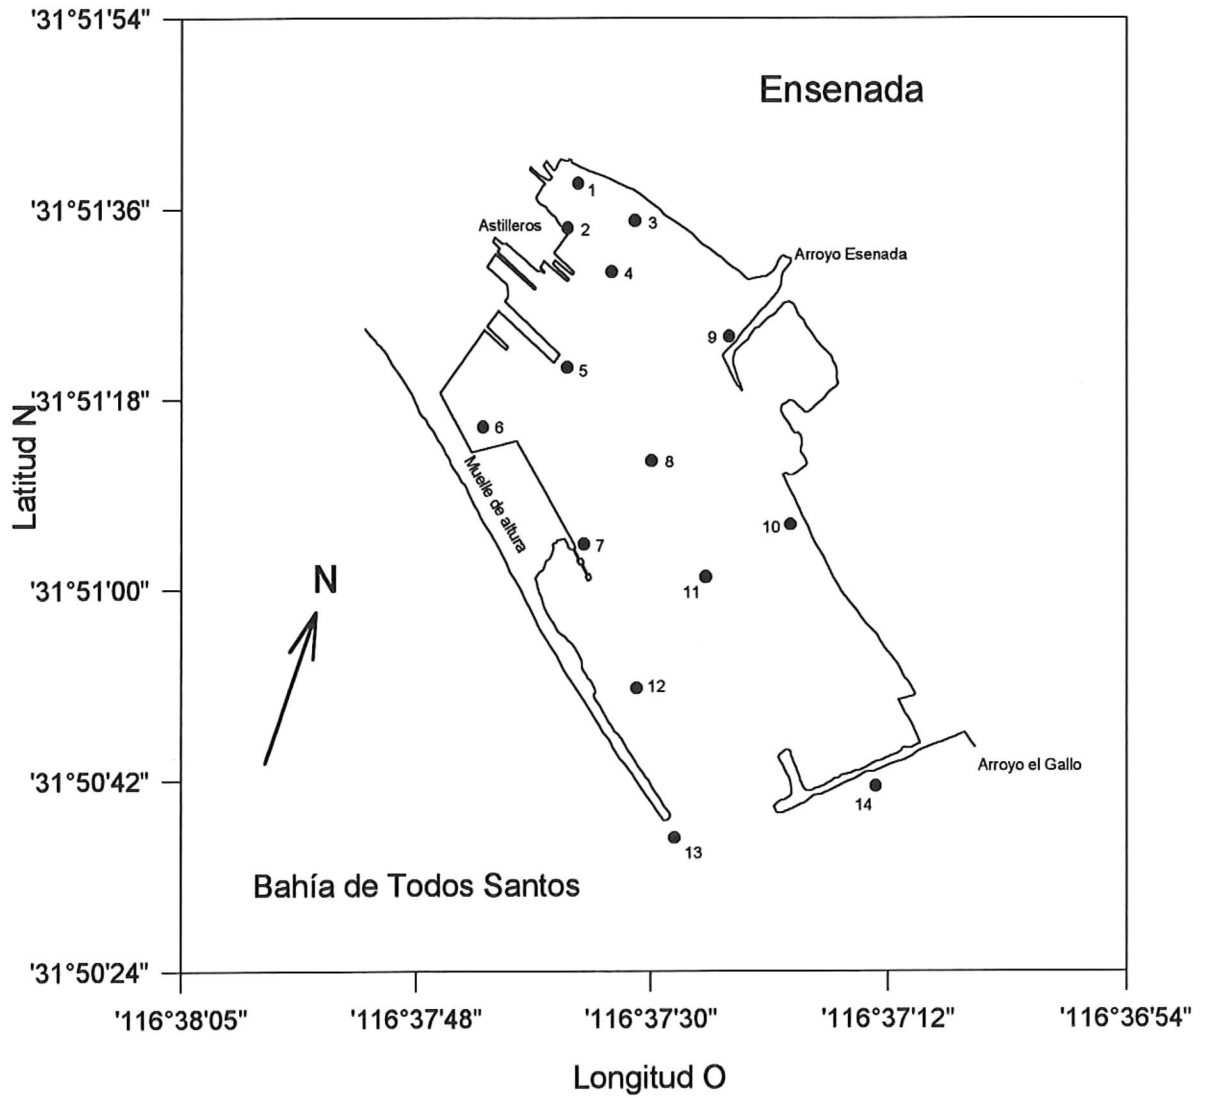 '31°51'54"
Ensenada
1
'31°51'36"
3
Astilleros
2
Arroyo Esenada
4
9
5
'31°51'18"
6
Latitud N
8
Muelle de altura
10
7
'31°51'00"
11
N
12
Arroyo el Gallo
'31°50'42"
14
13
Bahía de Todos Santos
'31°50'24"
'116°38'05" '116°37'48" '116°37'30" '116°37'12" '116°36'54"
Longitud O